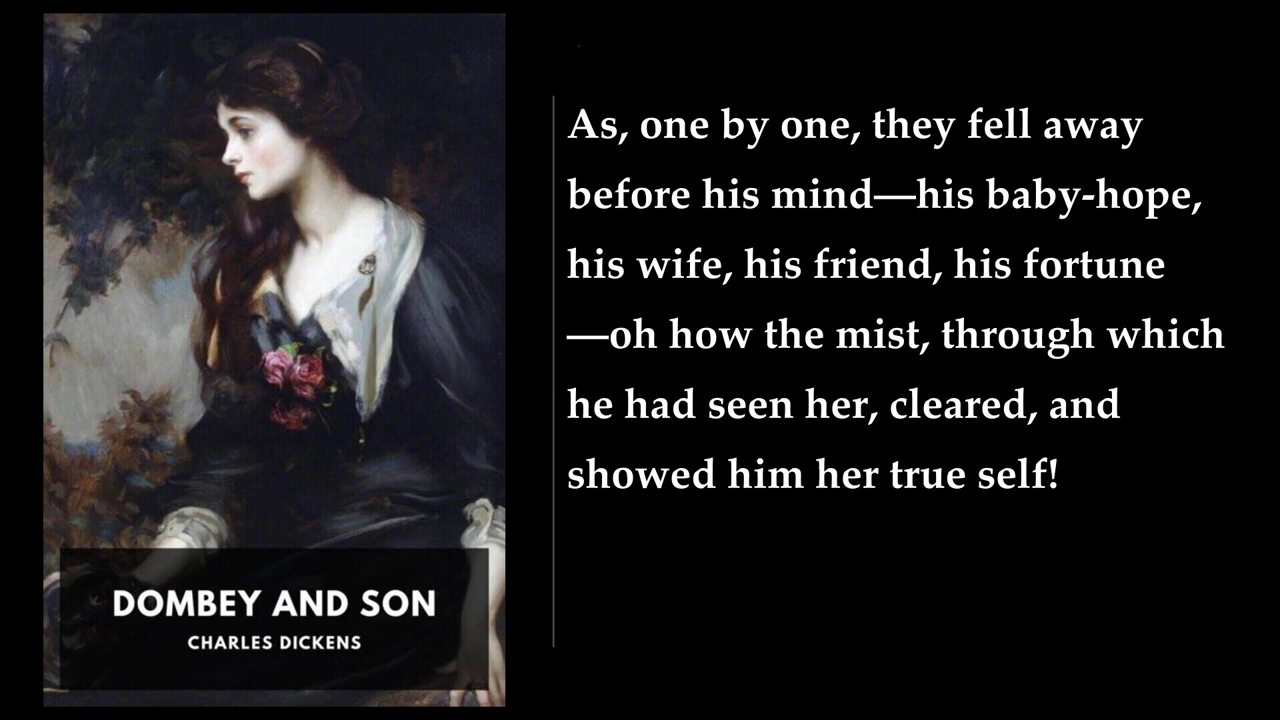 As, one by one, they fell away
before his mind—his baby-hope,
his wife, his friend, his fortune
—oh how the mist, through which
he had seen her, cleared, and
showed him her true self!
DOMBEY AND SON
CHARLES DICKENS